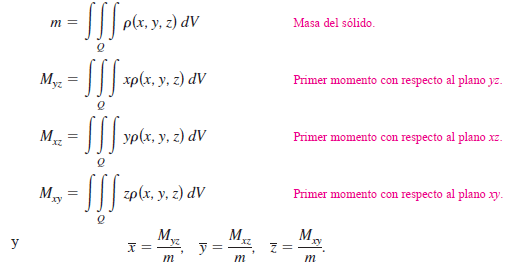 m = ∭_Q ρ(x, y, z) dV Masa del sólido.
M_yz = ∭_Q xρ(x, y, z) dV Primer momento con respecto al plano yz.
M_xz = ∭_Q yρ(x, y, z) dV Primer momento con respecto al plano xz.
M_xy = ∭_Q zρ(x, y, z) dV Primer momento con respecto al plano xy.
y x̅ = M_yz/m, y̅ = M_xz/m, z̅ = M_xy/m.